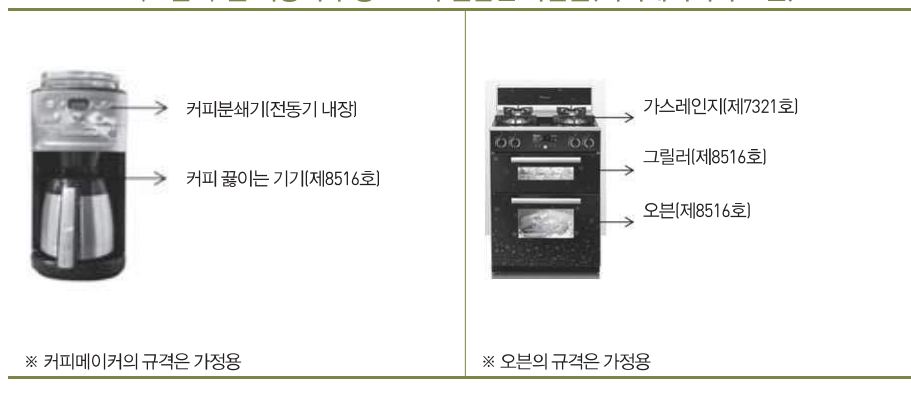 커피분쇄기(전동기 내장)
커피 끓이는 기기(제8516호)
※ 커피메이커의 규격은 가정용
가스레인지(제7321호)
그릴러(제8516호)
오븐(제8516호)
※ 오븐의 규격은 가정용